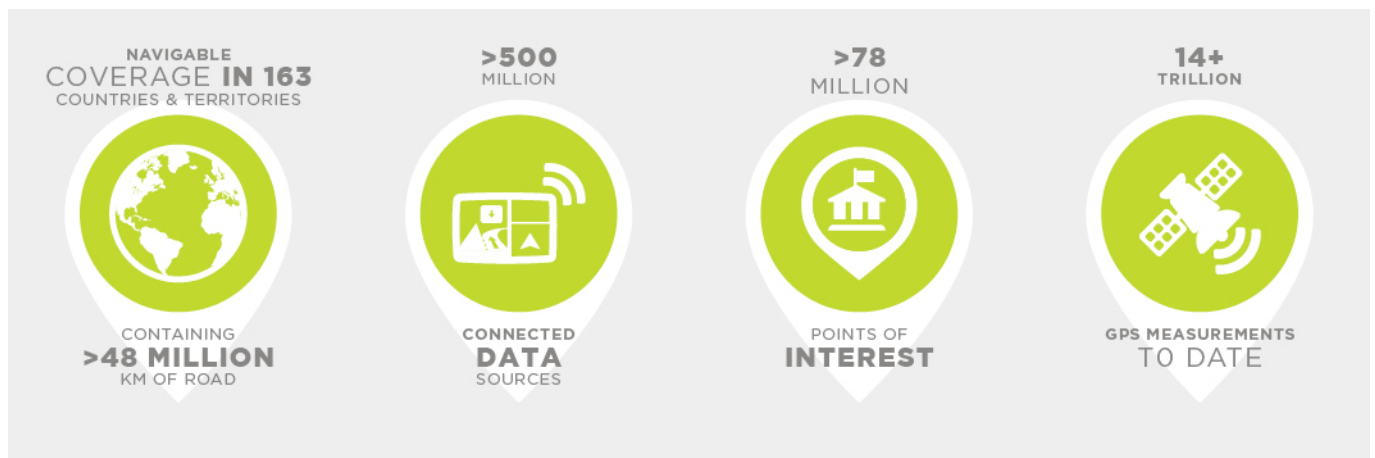 NAVIGABLE
COVERAGE IN 163
COUNTRIES & TERRITORIES
CONTAINING
>48 MILLION
KM OF ROAD
>500
MILLION
CONNECTED
DATA
SOURCES
>78
MILLION
POINTS OF
INTEREST
14+
TRILLION
GPS MEASUREMENTS
TO DATE